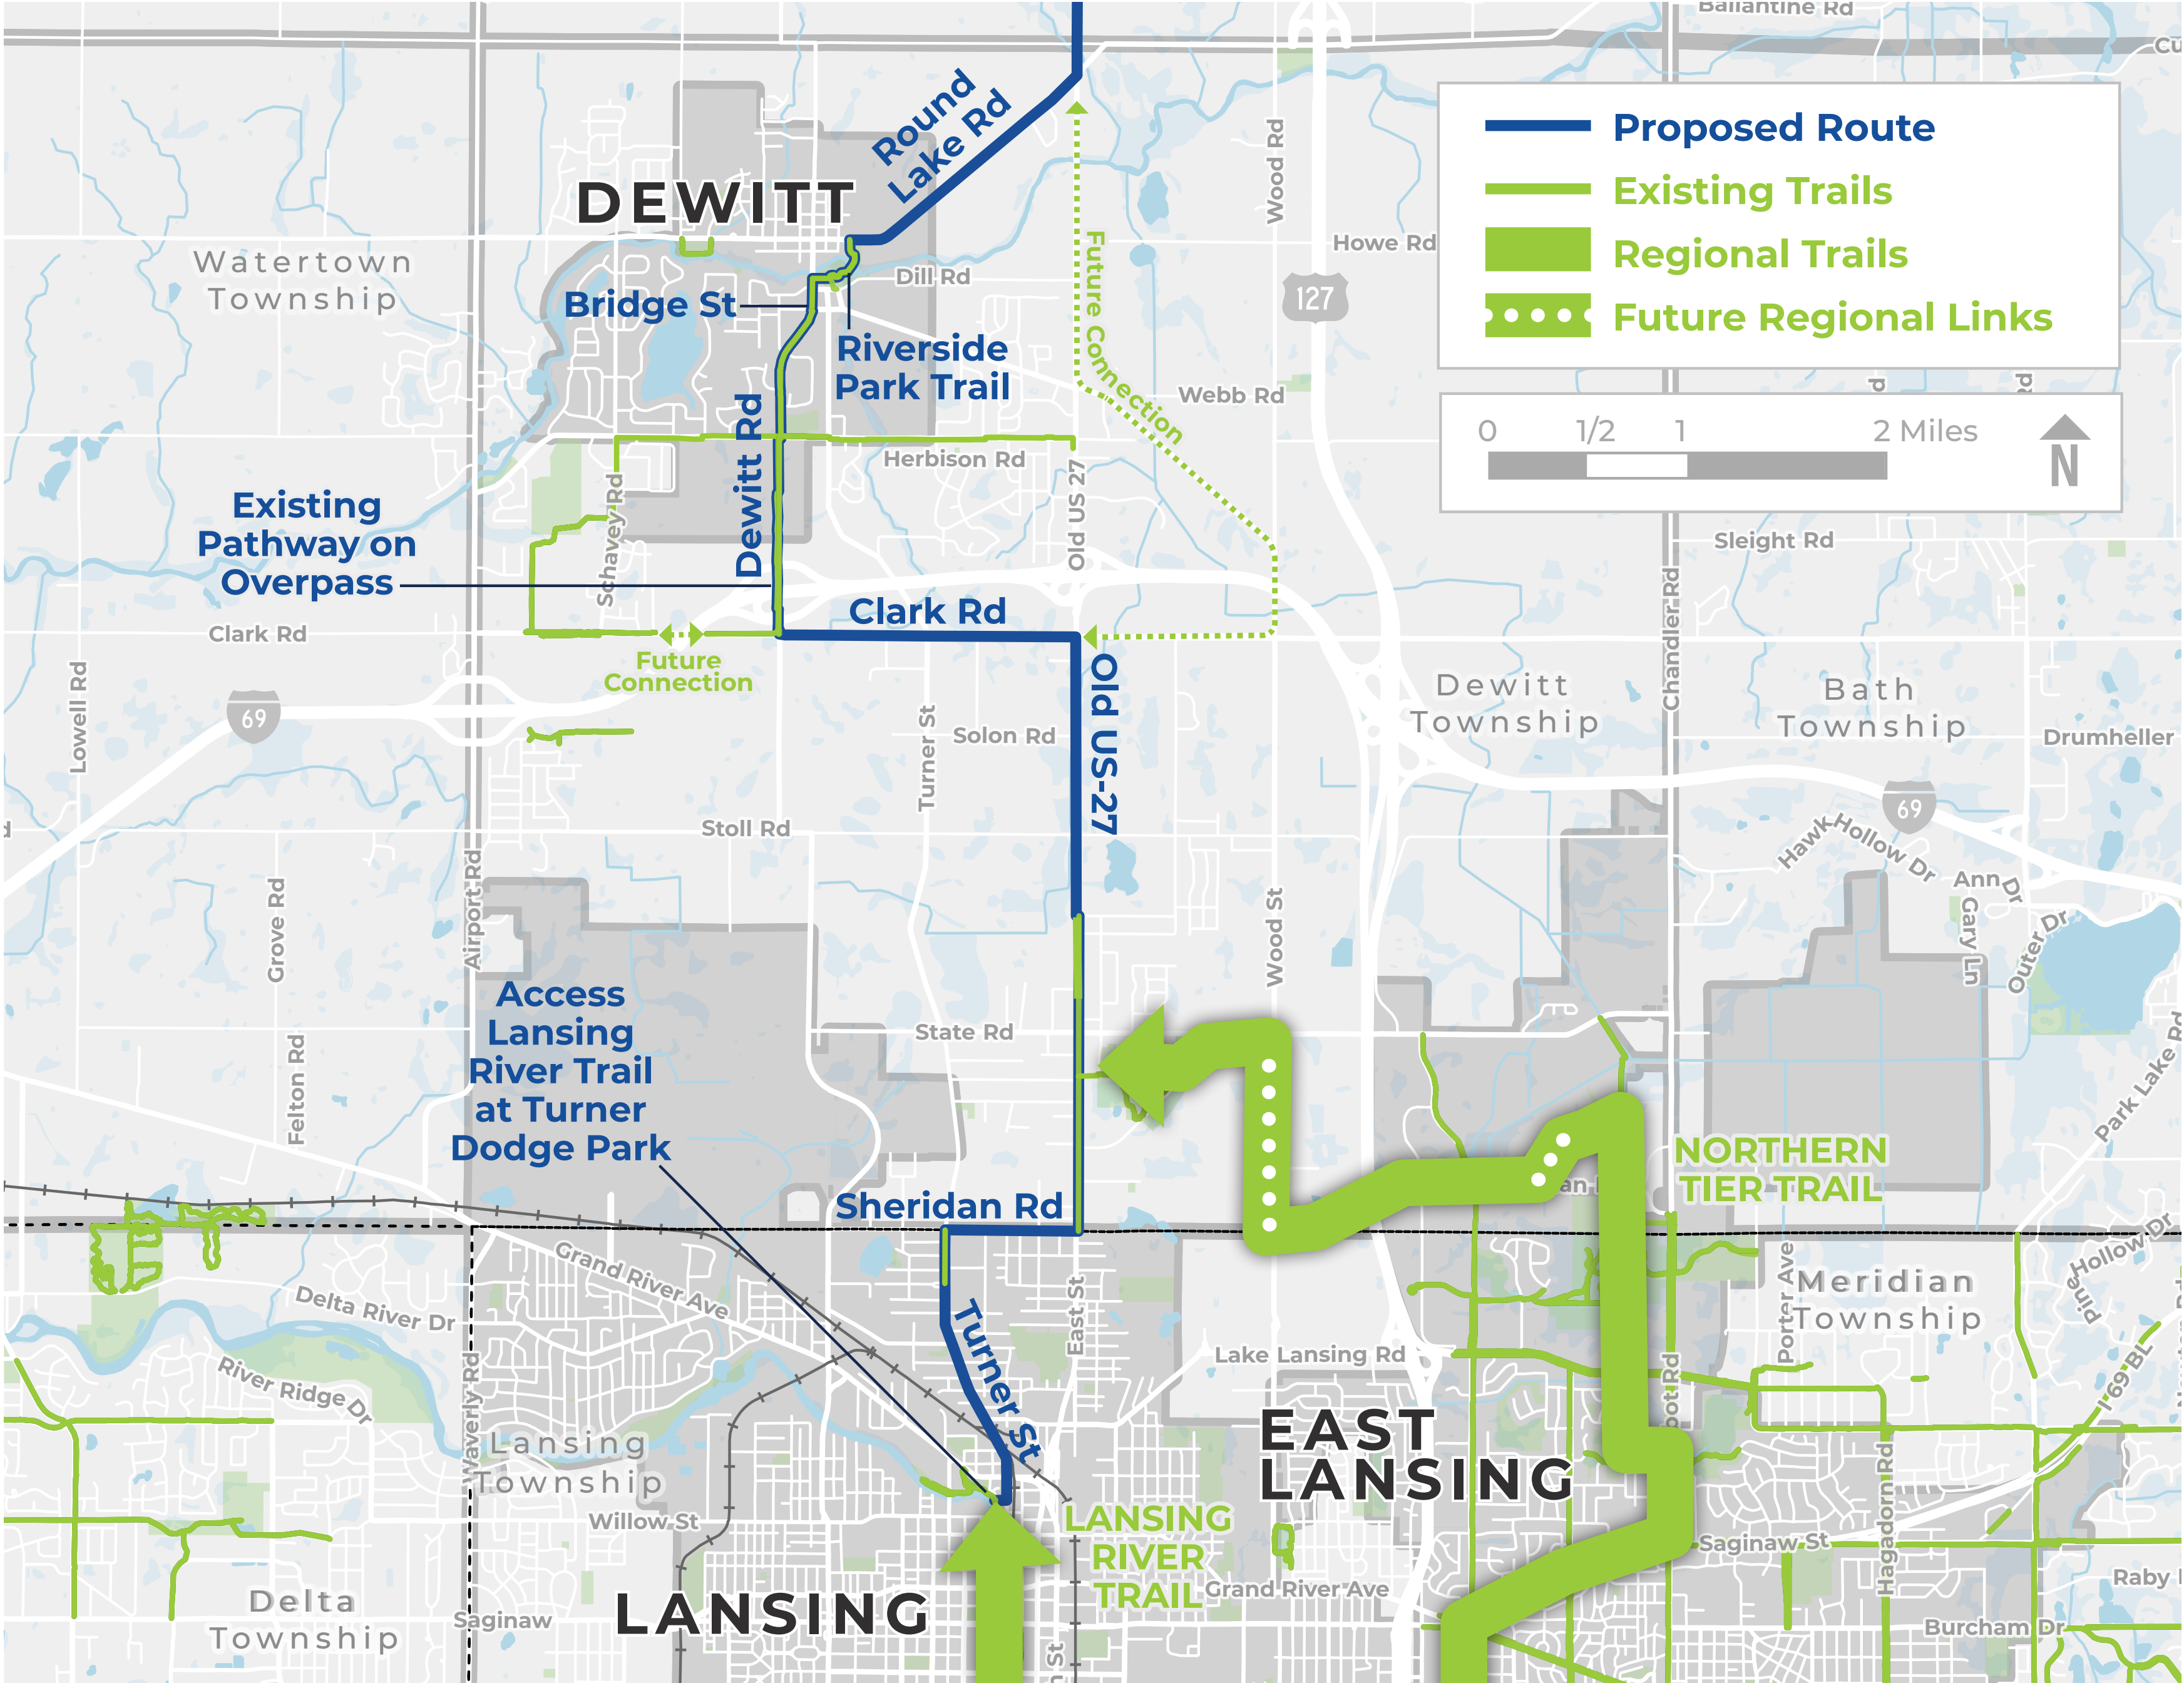 Ballantine Rd
Round
Lake Rd
Wood Rd
Proposed Route
Existing Trails
Regional Trails
Future Regional Links
DEWITT
Howe Rd
Watertown
Township
Dill Rd
Future Connection
127
Bridge St
Riverside
Park Trail
Webb Rd
0 1/2 1 2 Miles
N
Dewitt Rd
Herbison Rd
Old US 27
Schavey Rd
Existing
Pathway on
Overpass
Sleight Rd
Chandler Rd
Clark Rd
Clark Rd
Future
Connection
Lowell Rd
69
Old US-27
Dewitt
Township
Bath
Township
Turner St
Solon Rd
Drumheller
Stoll Rd
69
Hawk Hollow Dr
Ann Dr
Gary Ln
Outer Dr
Grove Rd
Airport Rd
Wood St
Access
Lansing
River Trail
at Turner
Dodge Park
State Rd
Felton Rd
Park Lake Rd
NORTHERN
TIER TRAIL
Sheridan Rd
Grand River Ave
Delta River Dr
River Ridge Dr
Waverly Rd
Turner St
East St
Lake Lansing Rd
Porter Ave
Meridian
Township
Pine Hollow Dr
I 69 BL
Lansing
Township
EAST
LANSING
Hagadorn Rd
Willow St
LANSING
RIVER
TRAIL
Saginaw St
Grand River Ave
Raby
Delta
Township
Saginaw
LANSING
Burcham Dr